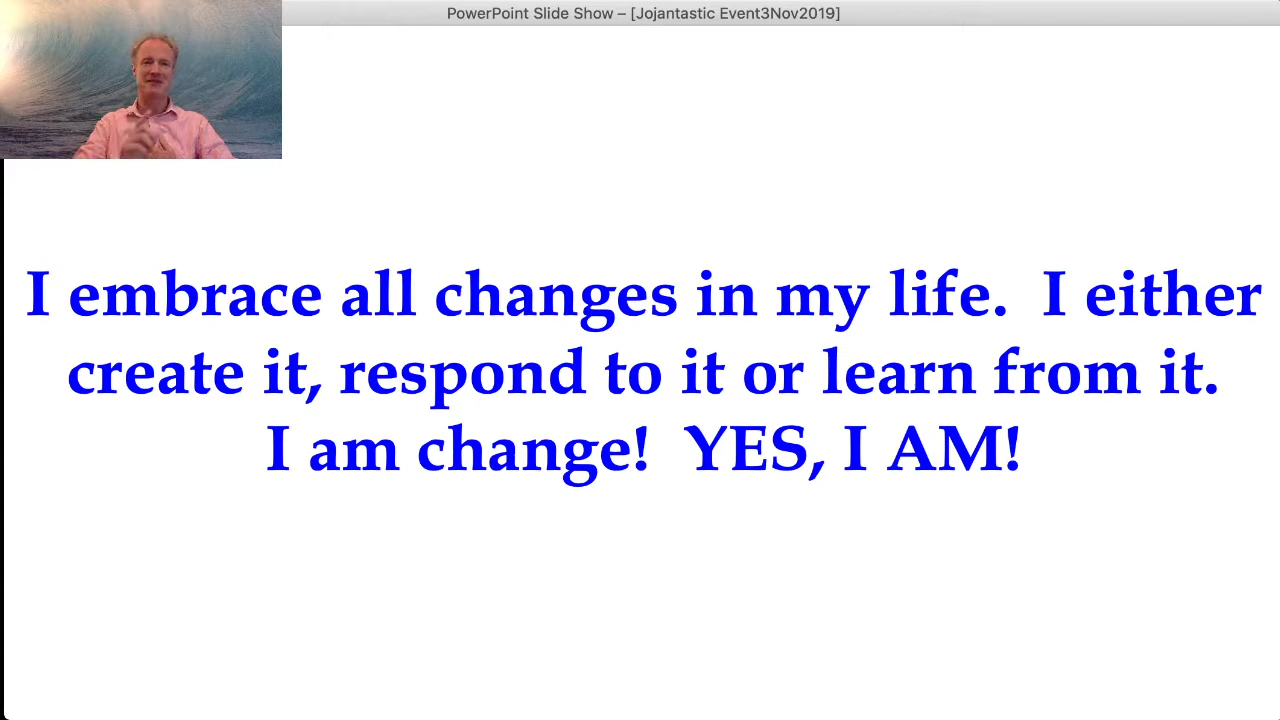 PowerPoint Slide Show – [Jojantastic Event3Nov2019]
I embrace all changes in my life.  I either
create it, respond to it or learn from it.
I am change!  YES, I AM!